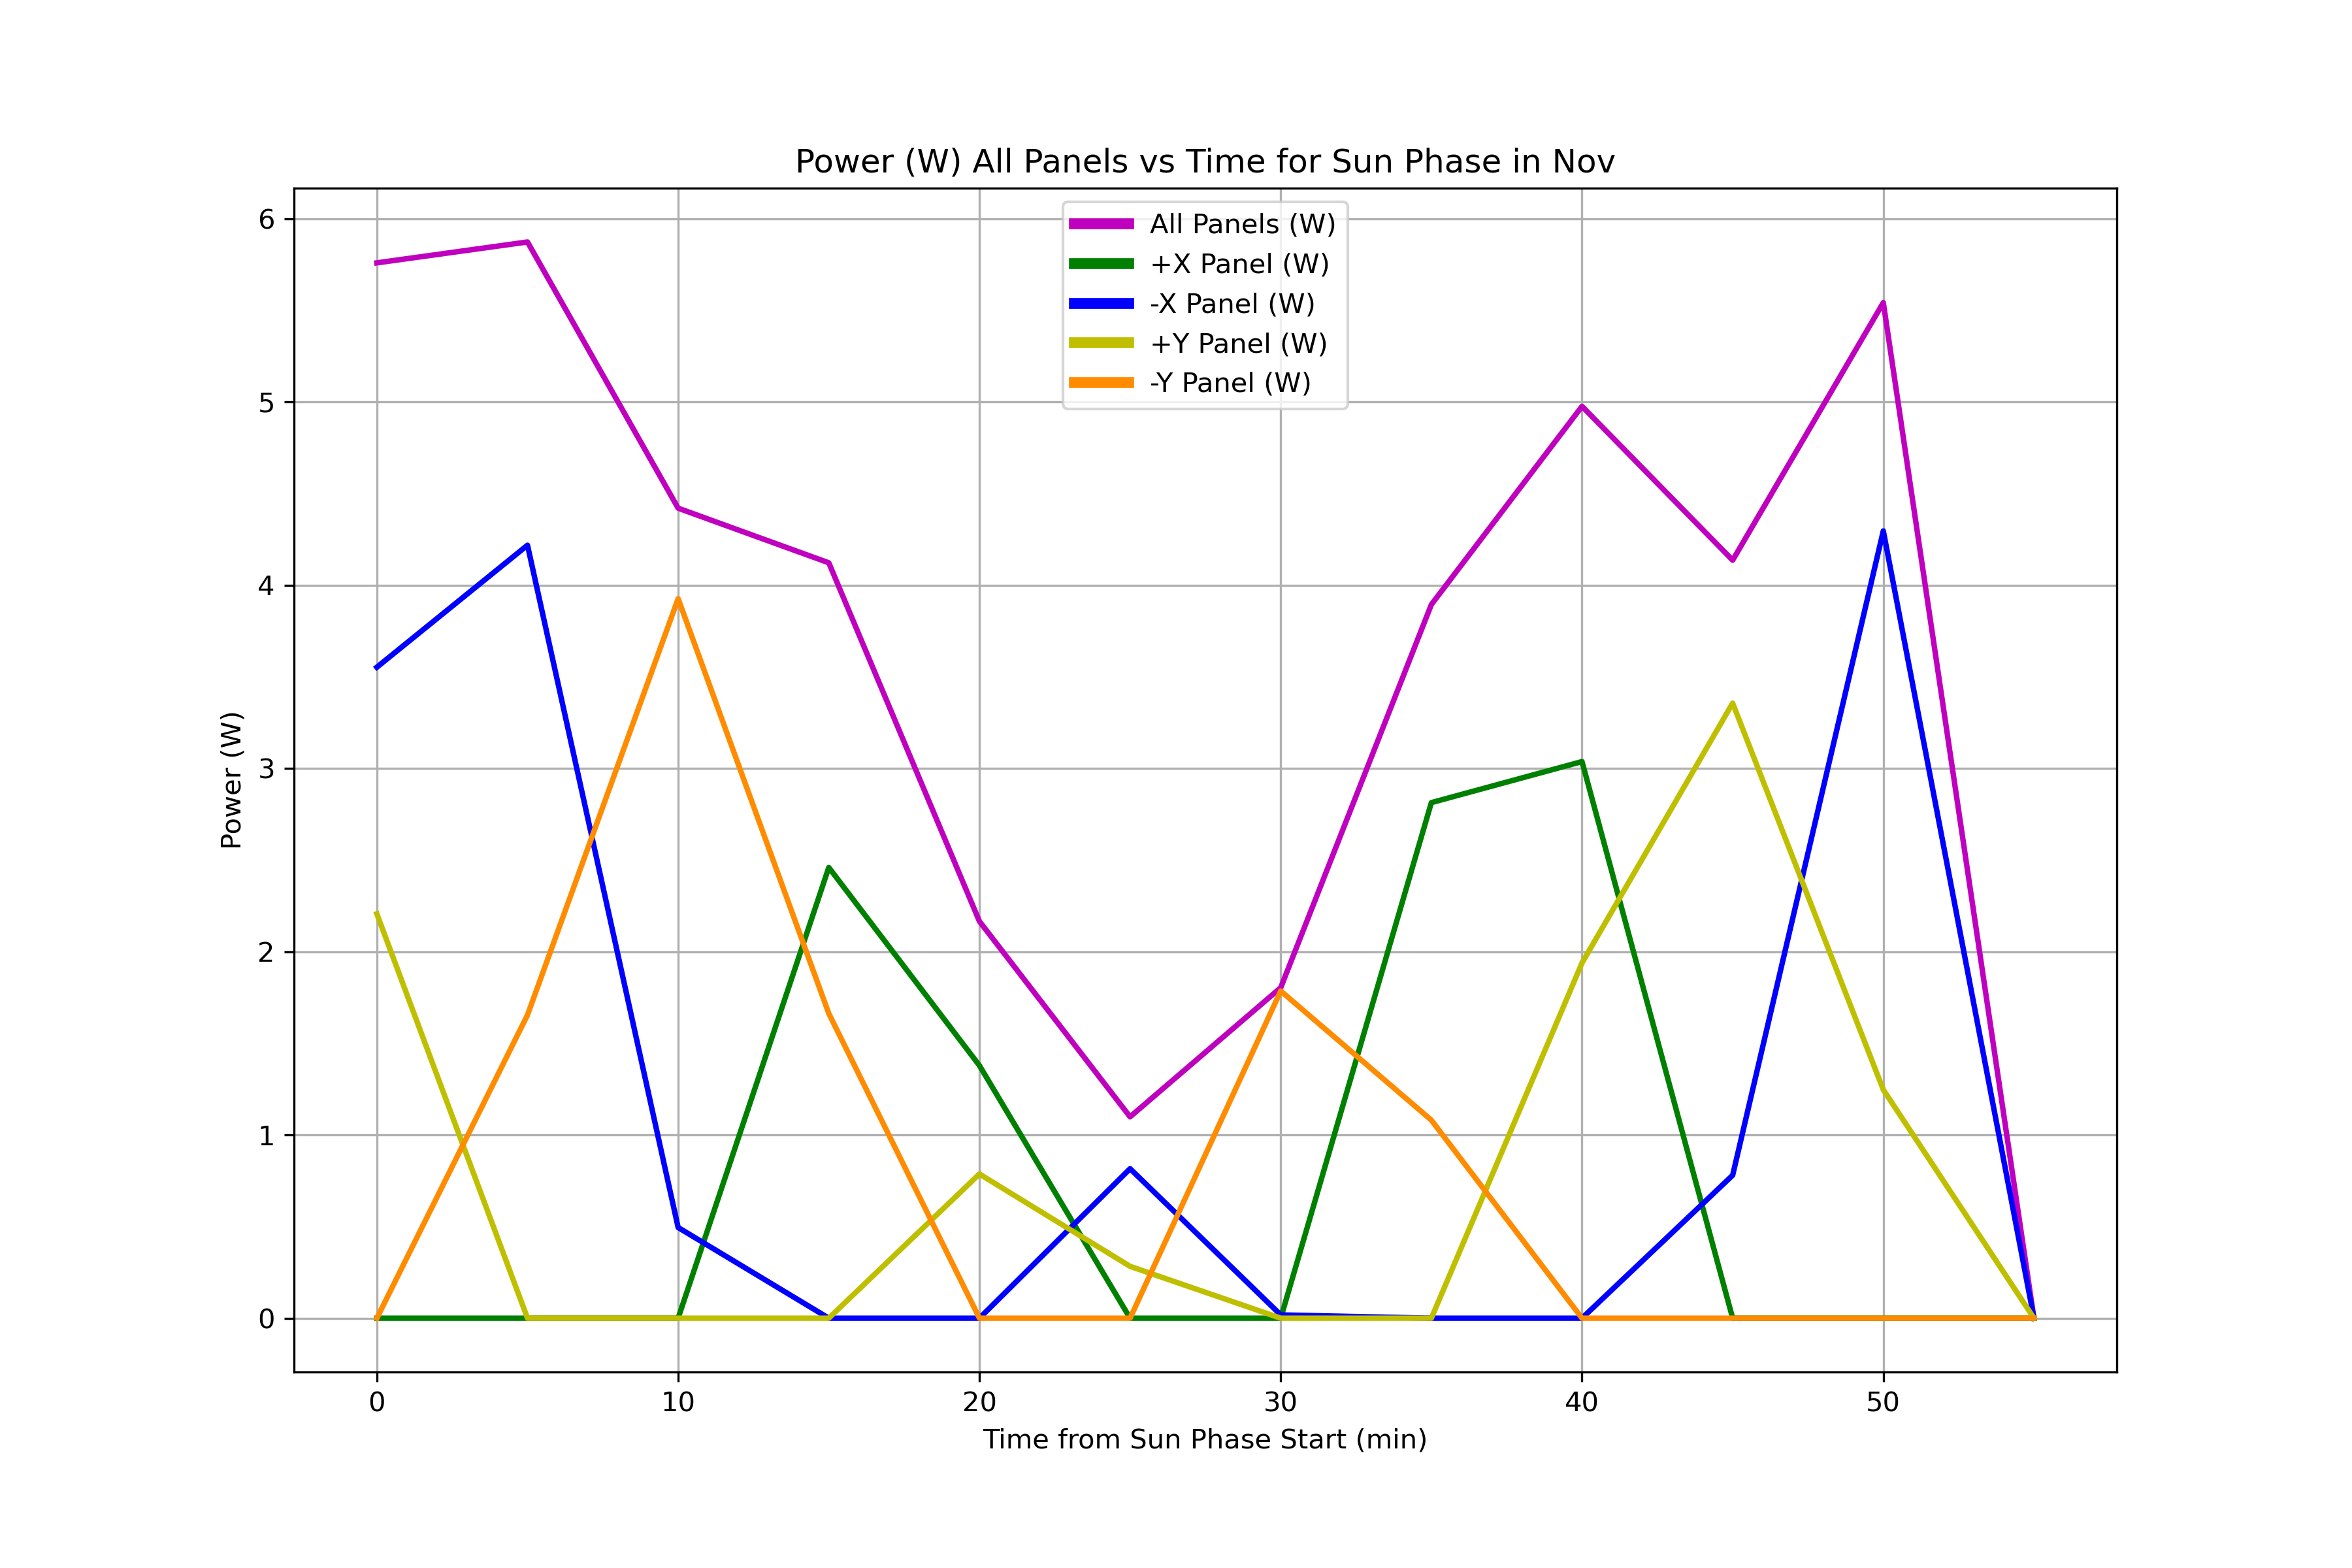 Power (W) All Panels vs Time for Sun Phase in Nov
All Panels (W)
+X Panel (W)
-X Panel (W)
+Y Panel (W)
-Y Panel (W)
6
5
4
3
2
1
0
Power (W)
0 10 20 30 40 50
Time from Sun Phase Start (min)